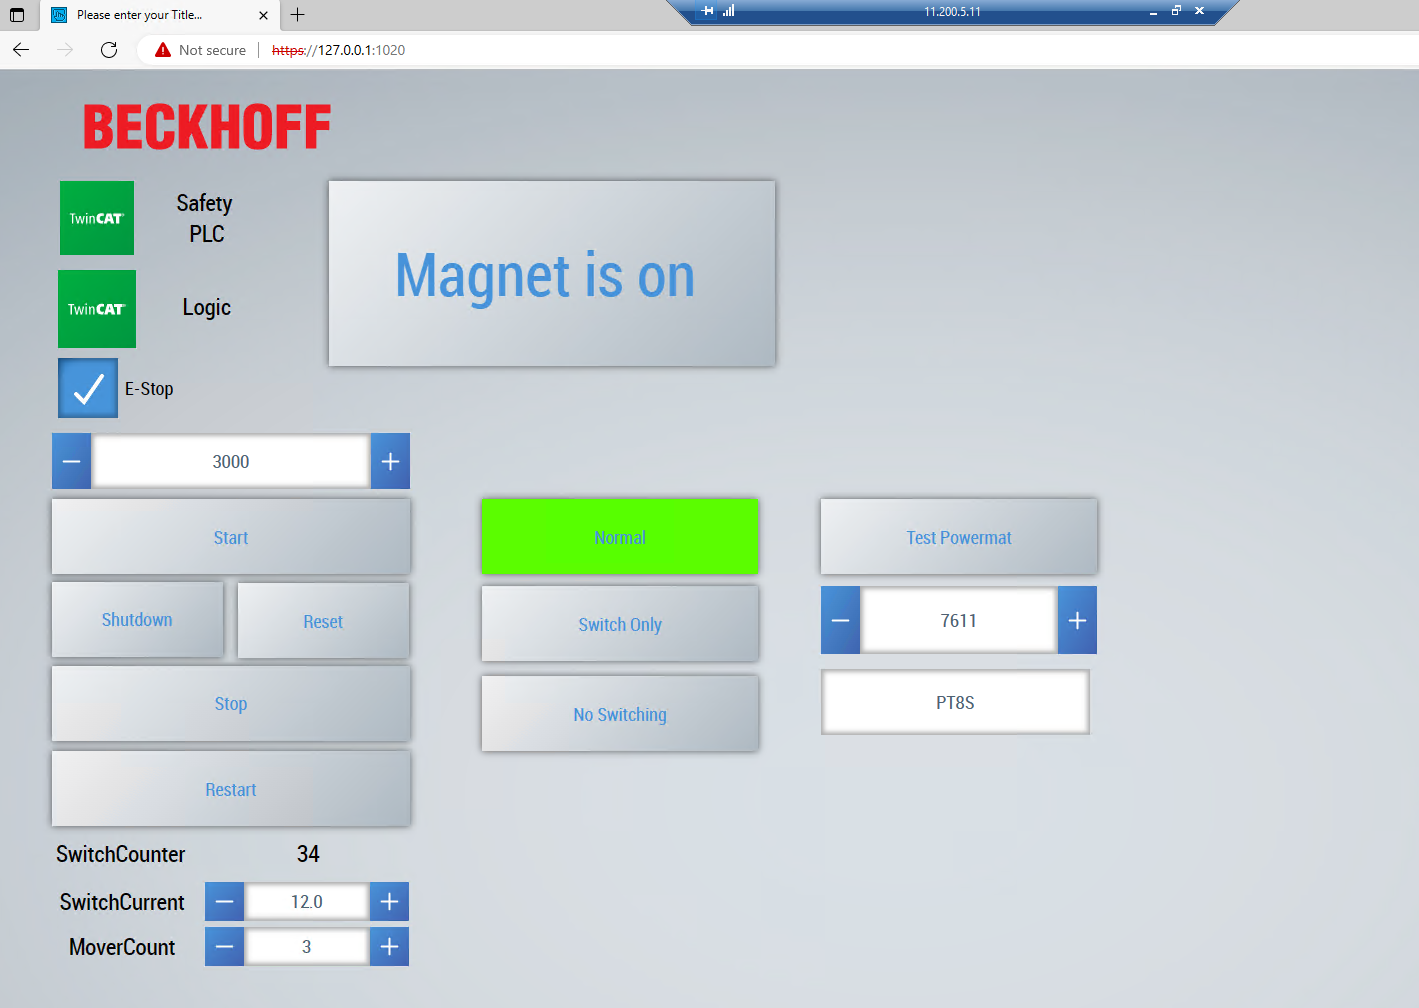 Please enter your Title...
11.200.5.11
Not secure
https://127.0.0.1:1020
BECKHOFF
TwinCAT®
Safety
PLC
Magnet is on
TwinCAT®
Logic
E-Stop
3000
Start
Normal
Test Powermat
Shutdown
Reset
Switch Only
7611
Stop
No Switching
PT8S
Restart
SwitchCounter 34
SwitchCurrent 12.0
MoverCount 3